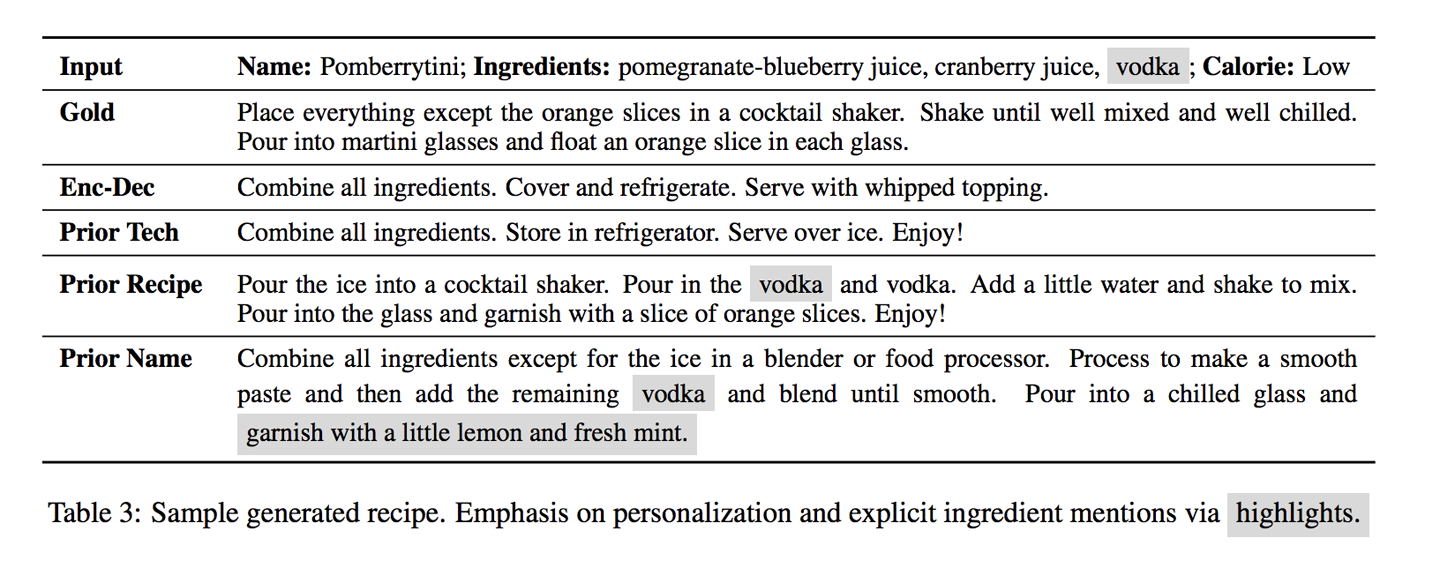 Input Name: Pomberrytini; Ingredients: pomegranate-blueberry juice, cranberry juice, vodka ; Calorie: Low
Gold Place everything except the orange slices in a cocktail shaker. Shake until well mixed and well chilled.
Pour into martini glasses and float an orange slice in each glass.
Enc-Dec Combine all ingredients. Cover and refrigerate. Serve with whipped topping.
Prior Tech Combine all ingredients. Store in refrigerator. Serve over ice. Enjoy!
Prior Recipe Pour the ice into a cocktail shaker. Pour in the vodka and vodka. Add a little water and shake to mix.
Pour into the glass and garnish with a slice of orange slices. Enjoy!
Prior Name Combine all ingredients except for the ice in a blender or food processor. Process to make a smooth
paste and then add the remaining vodka and blend until smooth. Pour into a chilled glass and
garnish with a little lemon and fresh mint.
Table 3: Sample generated recipe. Emphasis on personalization and explicit ingredient mentions via highlights.